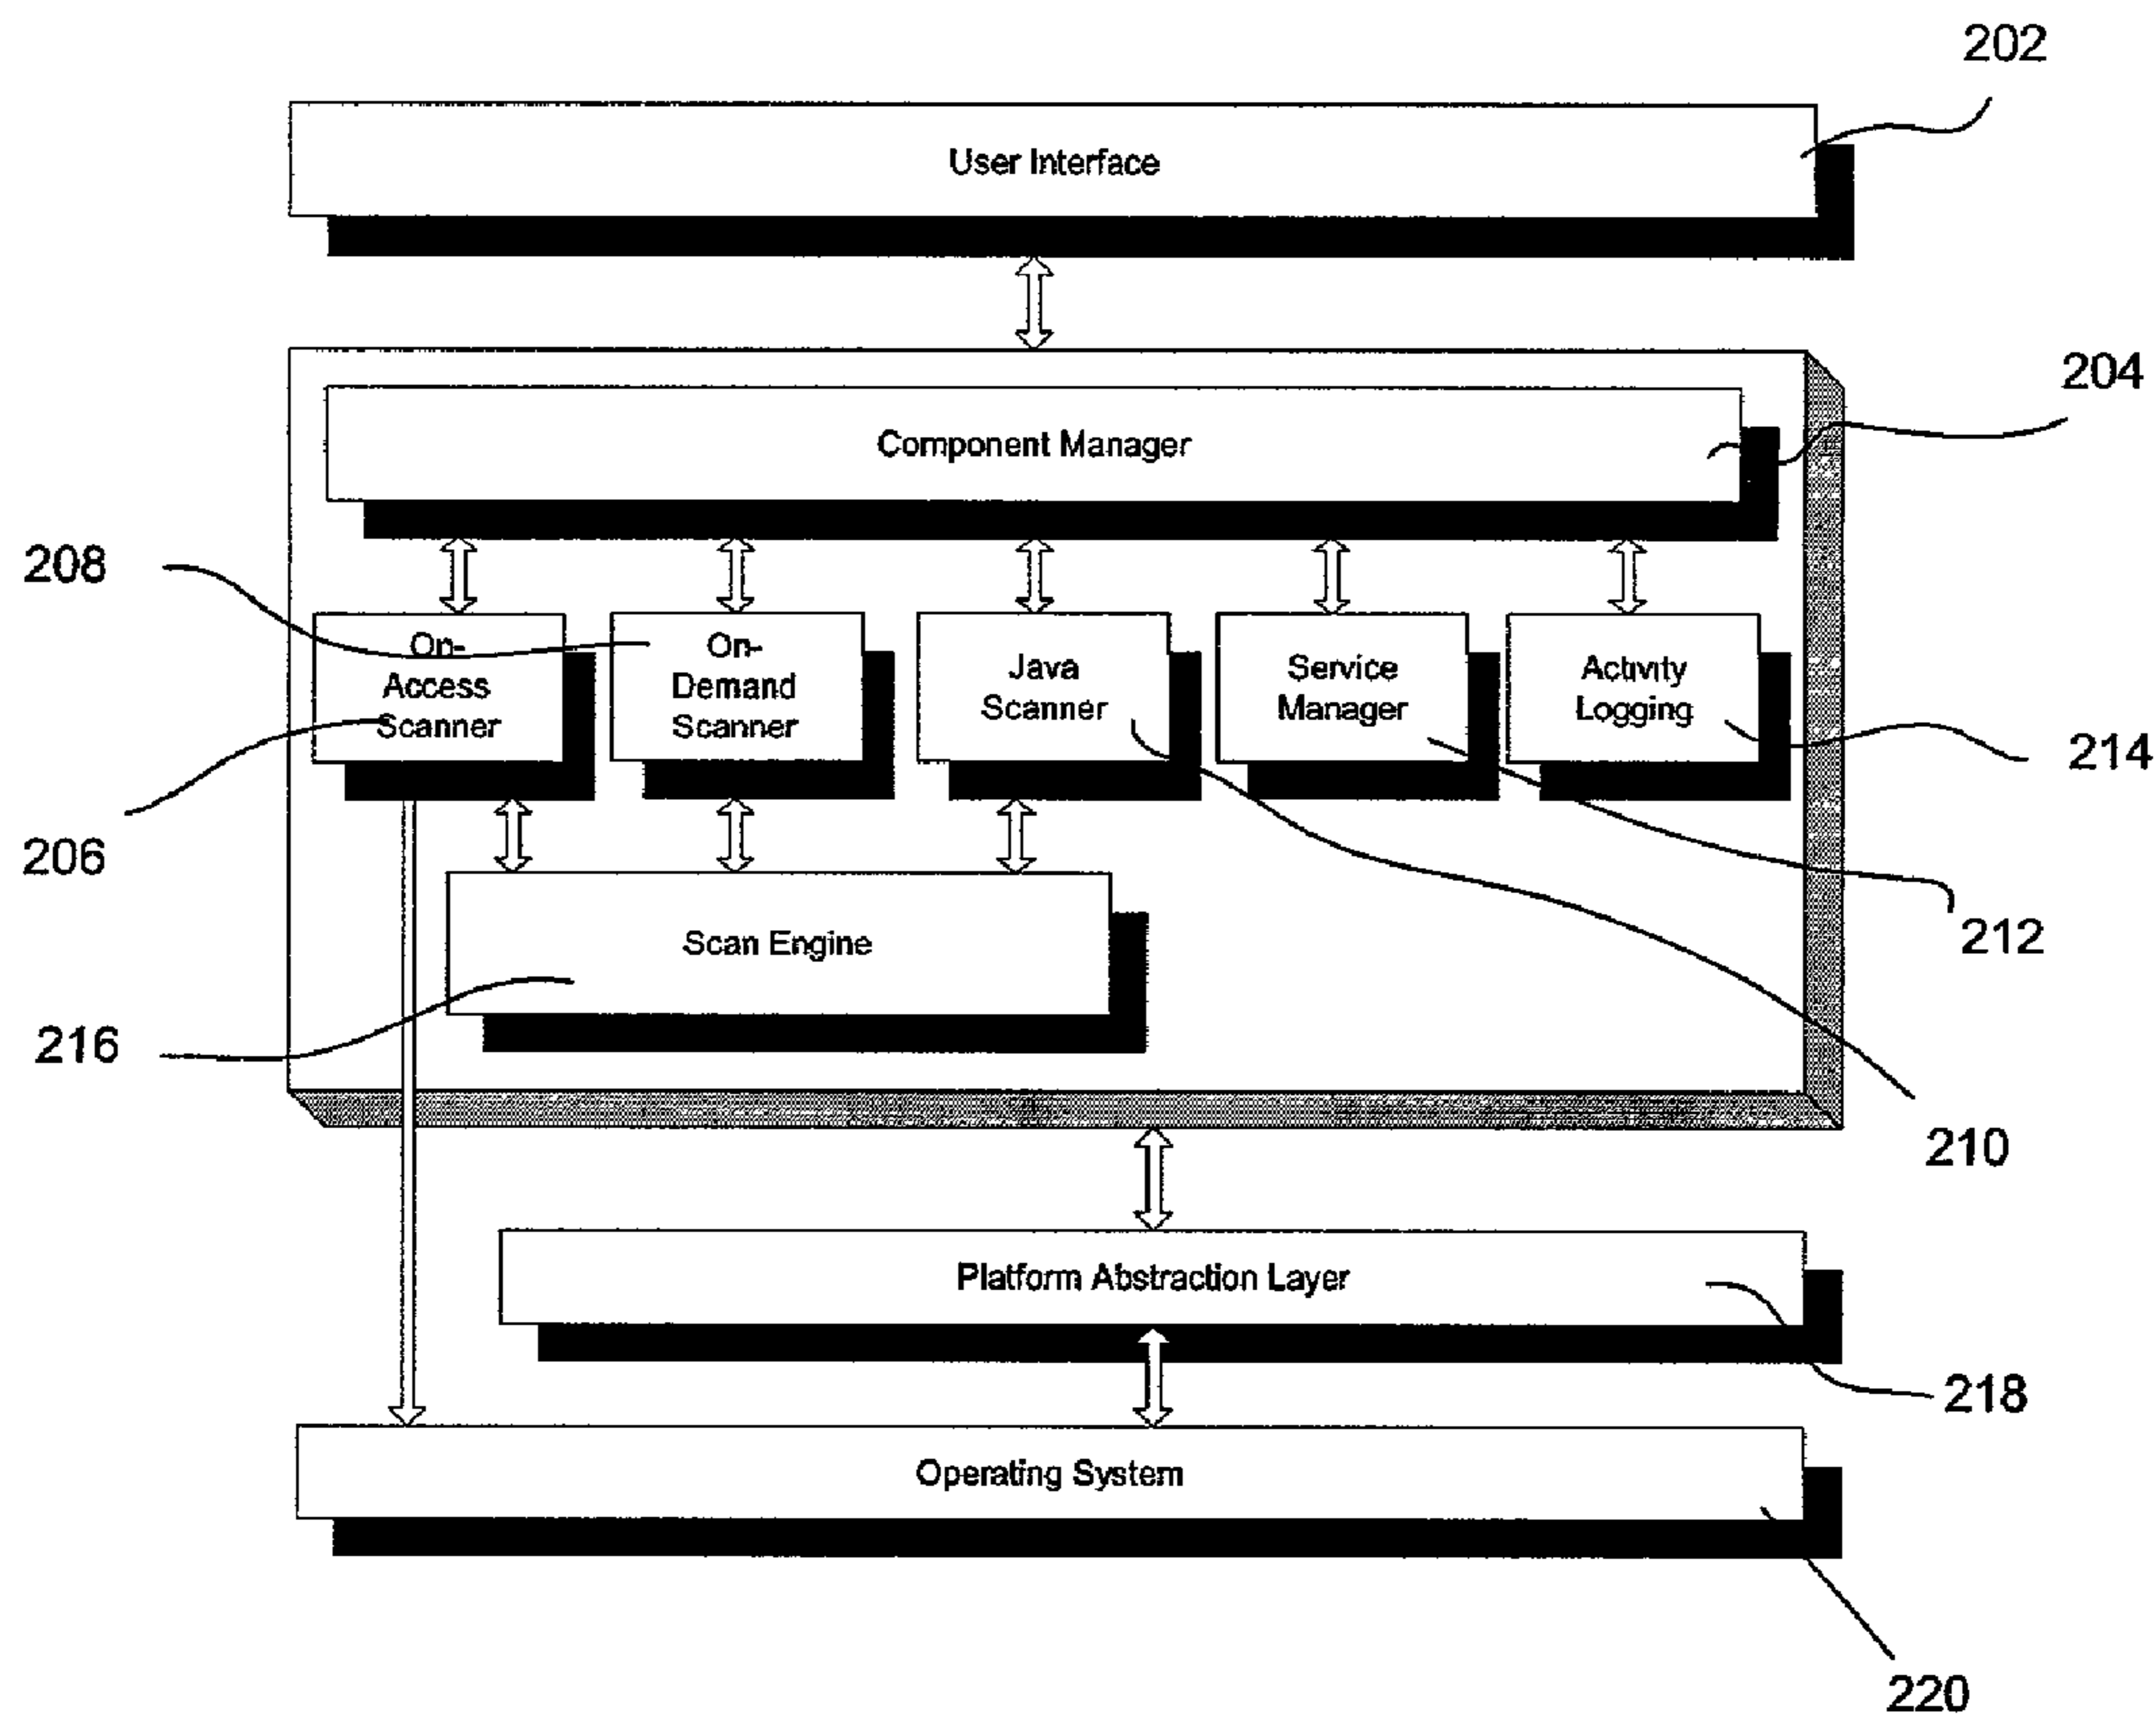 202
User Interface
204
Component Manager
208
On-
Access
Scanner
On-
Demand
Scanner
Java
Scanner
Service
Manager
Activity
Logging
214
206
Scan Engine
212
216
210
Platform Abstraction Layer
218
Operating System
220